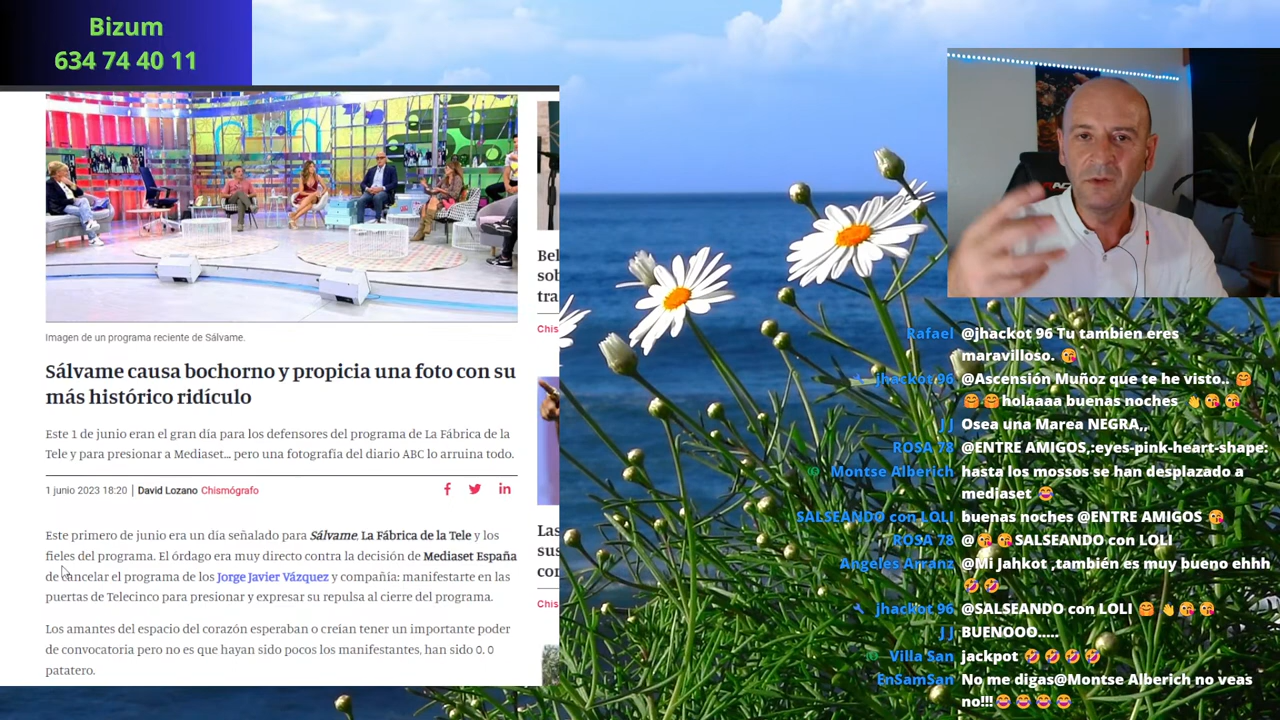 Bizum
634 74 40 11
Imagen de un programa reciente de Sálvame.
Sálvame causa bochorno y propicia una foto con su
más histórico ridículo
Este 1 de junio eran el gran día para los defensores del programa de La Fábrica de la
Tele y para presionar a Mediaset... pero una fotografía del diario ABC lo arruina todo.
1 junio 2023 18:20 | David Lozano Chismógrafo
Este primero de junio era un día señalado para Sálvame, La Fábrica de la Tele y los
fieles del programa. El órdago era muy directo contra la decisión de Mediaset España
de cancelar el programa de los Jorge Javier Vázquez y compañía: manifestarte en las
puertas de Telecinco para presionar y expresar su repulsa al cierre del programa.
Los amantes del espacio del corazón esperaban o creían tener un importante poder
de convocatoria pero no es que hayan sido pocos los manifestantes, han sido 0. 0
patatero.
Bel
sob
tra
Chis
Las
sus
con
Chis
Rafael @jhackot 96 Tu tambien eres
maravilloso. 😘
jhackot 96 @Ascensión Muñoz que te he visto.. 🤗
🤗🤗holaaaa buenas noches 👋😘😘
J J Osea una Marea NEGRA,,
ROSA 78 @ENTRE AMIGOS,:eyes-pink-heart-shape:
Montse Alberich hasta los mossos se han desplazado a
mediaset 😂
SALSEANDO con LOLI buenas noches @ENTRE AMIGOS 😘
ROSA 78 @😘😘SALSEANDO con LOLI
Angeles Arranz @Mi Jahkot ,también es muy bueno ehhh
🤣🤣
jhackot 96 @SALSEANDO con LOLI 🤗👋😘😘
J J BUENOOO.....
Villa San jackpot 🤣🤣🤣🤣
EnSamSan No me digas@Montse Alberich no veas
no!!!😂😂😂😂